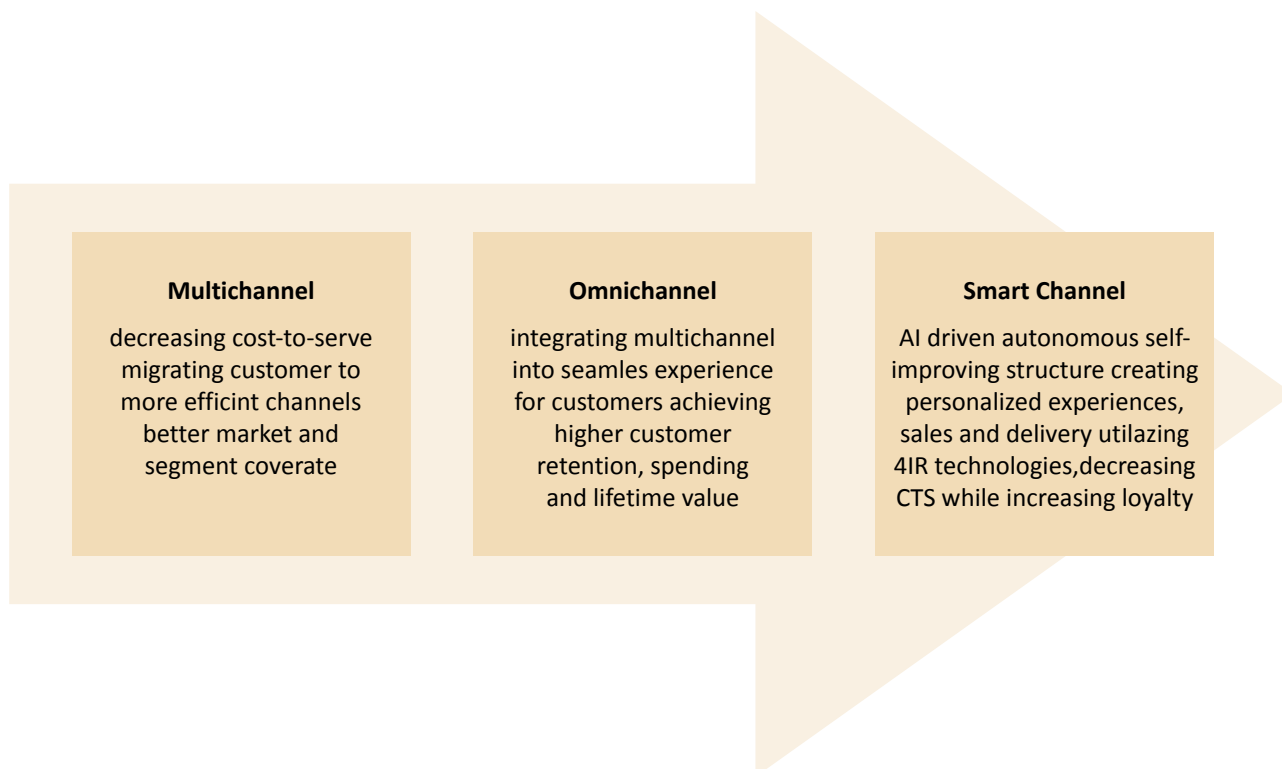 Multichannel
decreasing cost-to-serve
migrating customer to
more efficint channels
better market and
segment coverate
Omnichannel
integrating multichannel
into seamles experience
for customers achieving
higher customer
retention, spending
and lifetime value
Smart Channel
AI driven autonomous self-
improving structure creating
personalized experiences,
sales and delivery utilazing
4IR technologies,decreasing
CTS while increasing loyalty